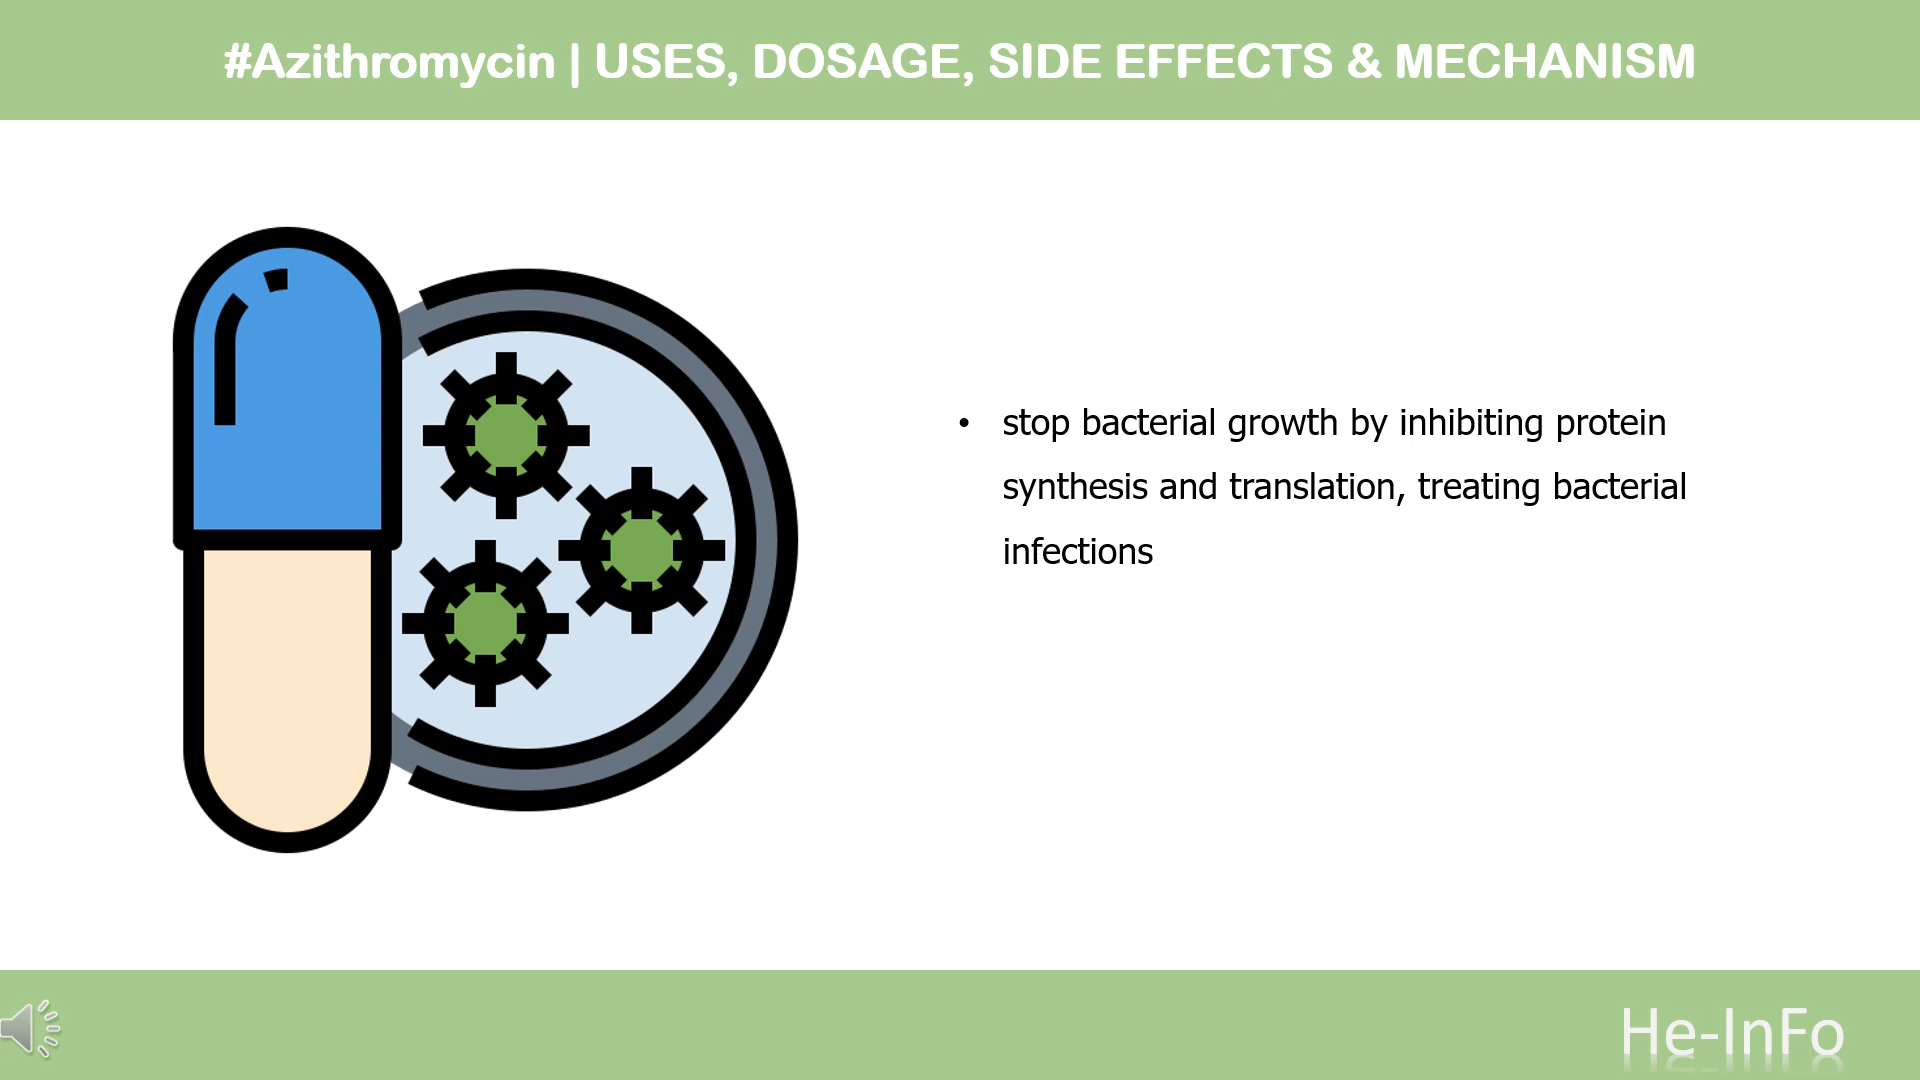 #Azithromycin | USES, DOSAGE, SIDE EFFECTS & MECHANISM
• stop bacterial growth by inhibiting protein
synthesis and translation, treating bacterial
infections
He-InFo